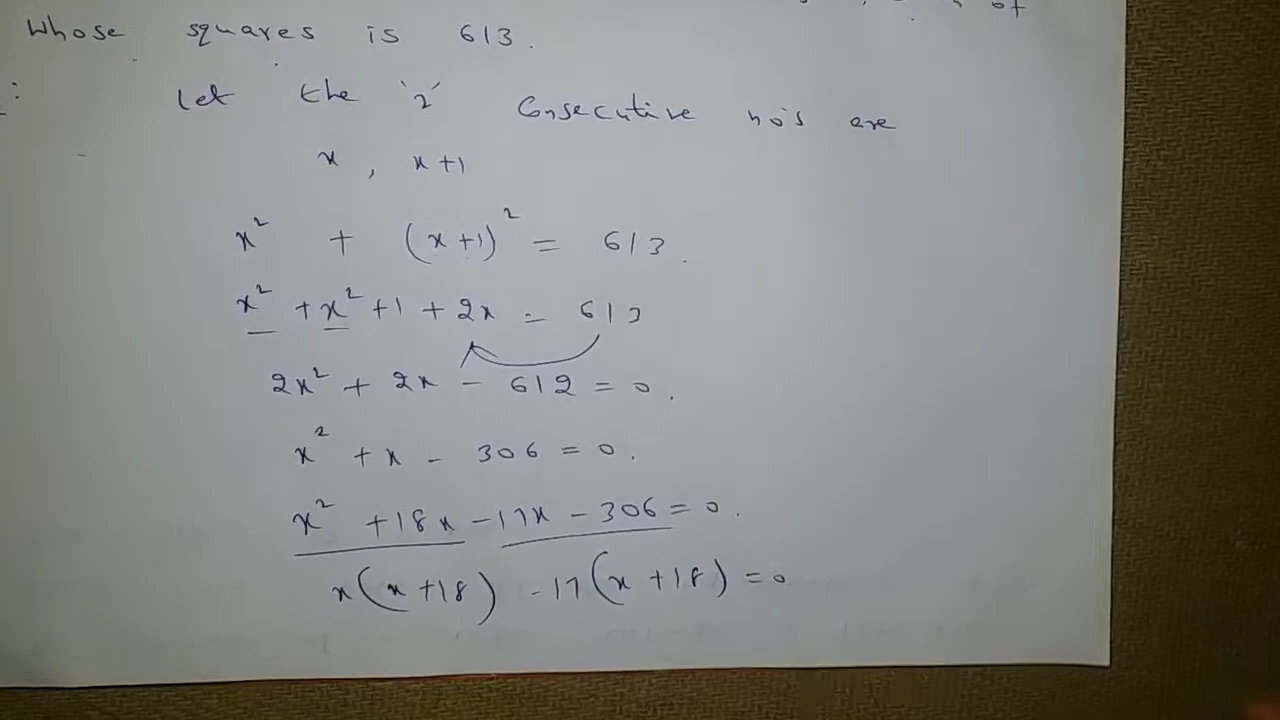 of
whose squares is 613.
:
Let the '2' Consecutive no's are
x , x+1
x² + (x+1)² = 613.
x² + x² + 1 + 2x = 613
2x² + 2x - 612 = 0.
x² + x - 306 = 0.
x² + 18x - 17x - 306 = 0.
x(x+18) - 17(x+18) = 0